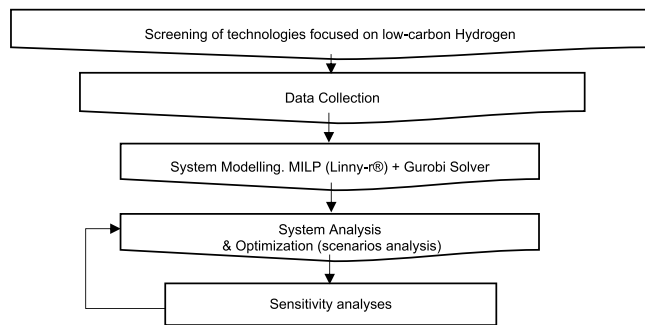 Screening of technologies focused on low-carbon Hydrogen
Data Collection
System Modelling. MILP (Linny-r®) + Gurobi Solver
System Analysis
& Optimization (scenarios analysis)
Sensitivity analyses